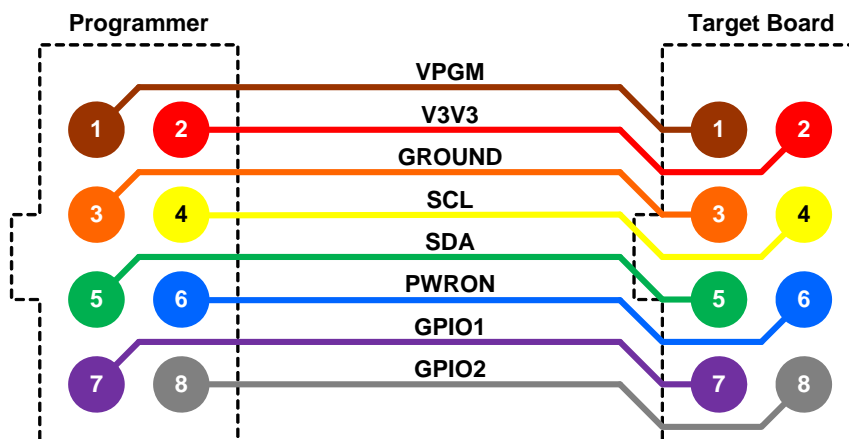 Programmer
Target Board
VPGM
1 2 V3V3 1 2
GROUND
3 4 SCL 3 4
SDA
5 6 PWRON 5 6
GPIO1
7 8 GPIO2 7 8